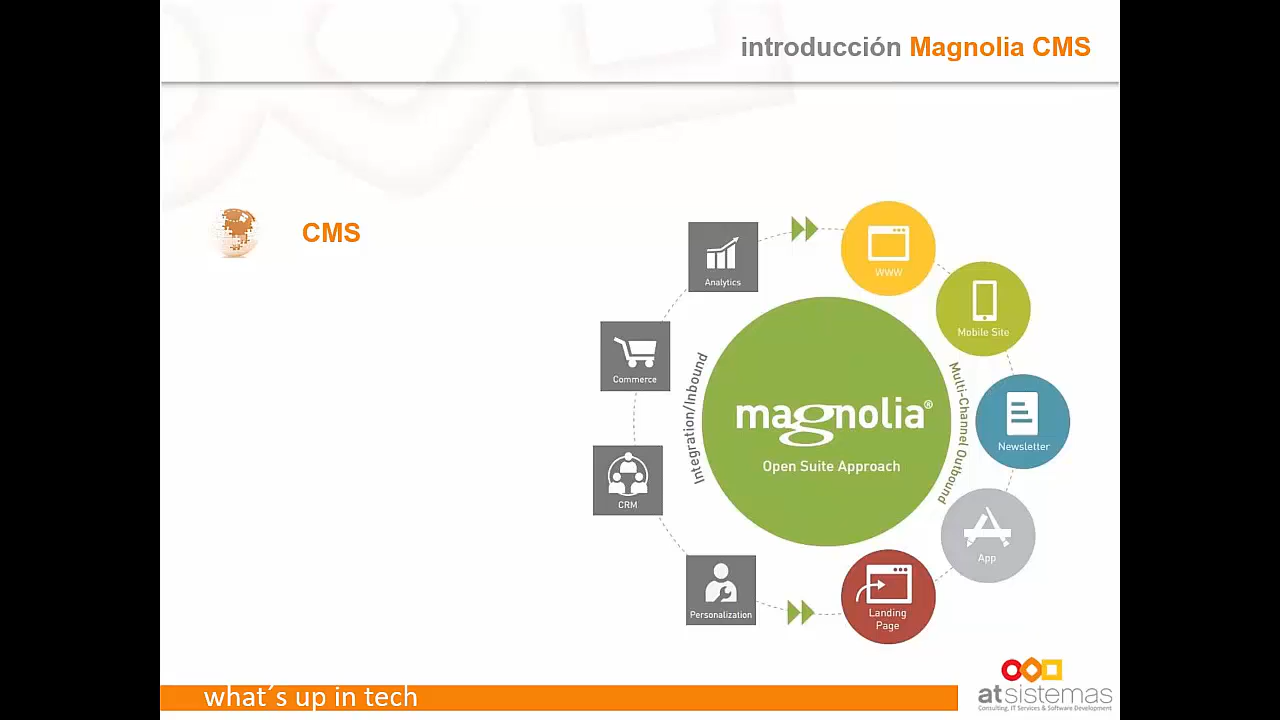 introducción Magnolia CMS
CMS
Analytics
WWW
Mobile Site
Commerce
Integration/Inbound
magnolia®
Open Suite Approach
Multi-Channel Outbound
Newsletter
CRM
App
Personalization
Landing
Page
what´s up in tech
atsistemas
Consulting, IT Services & Software Development